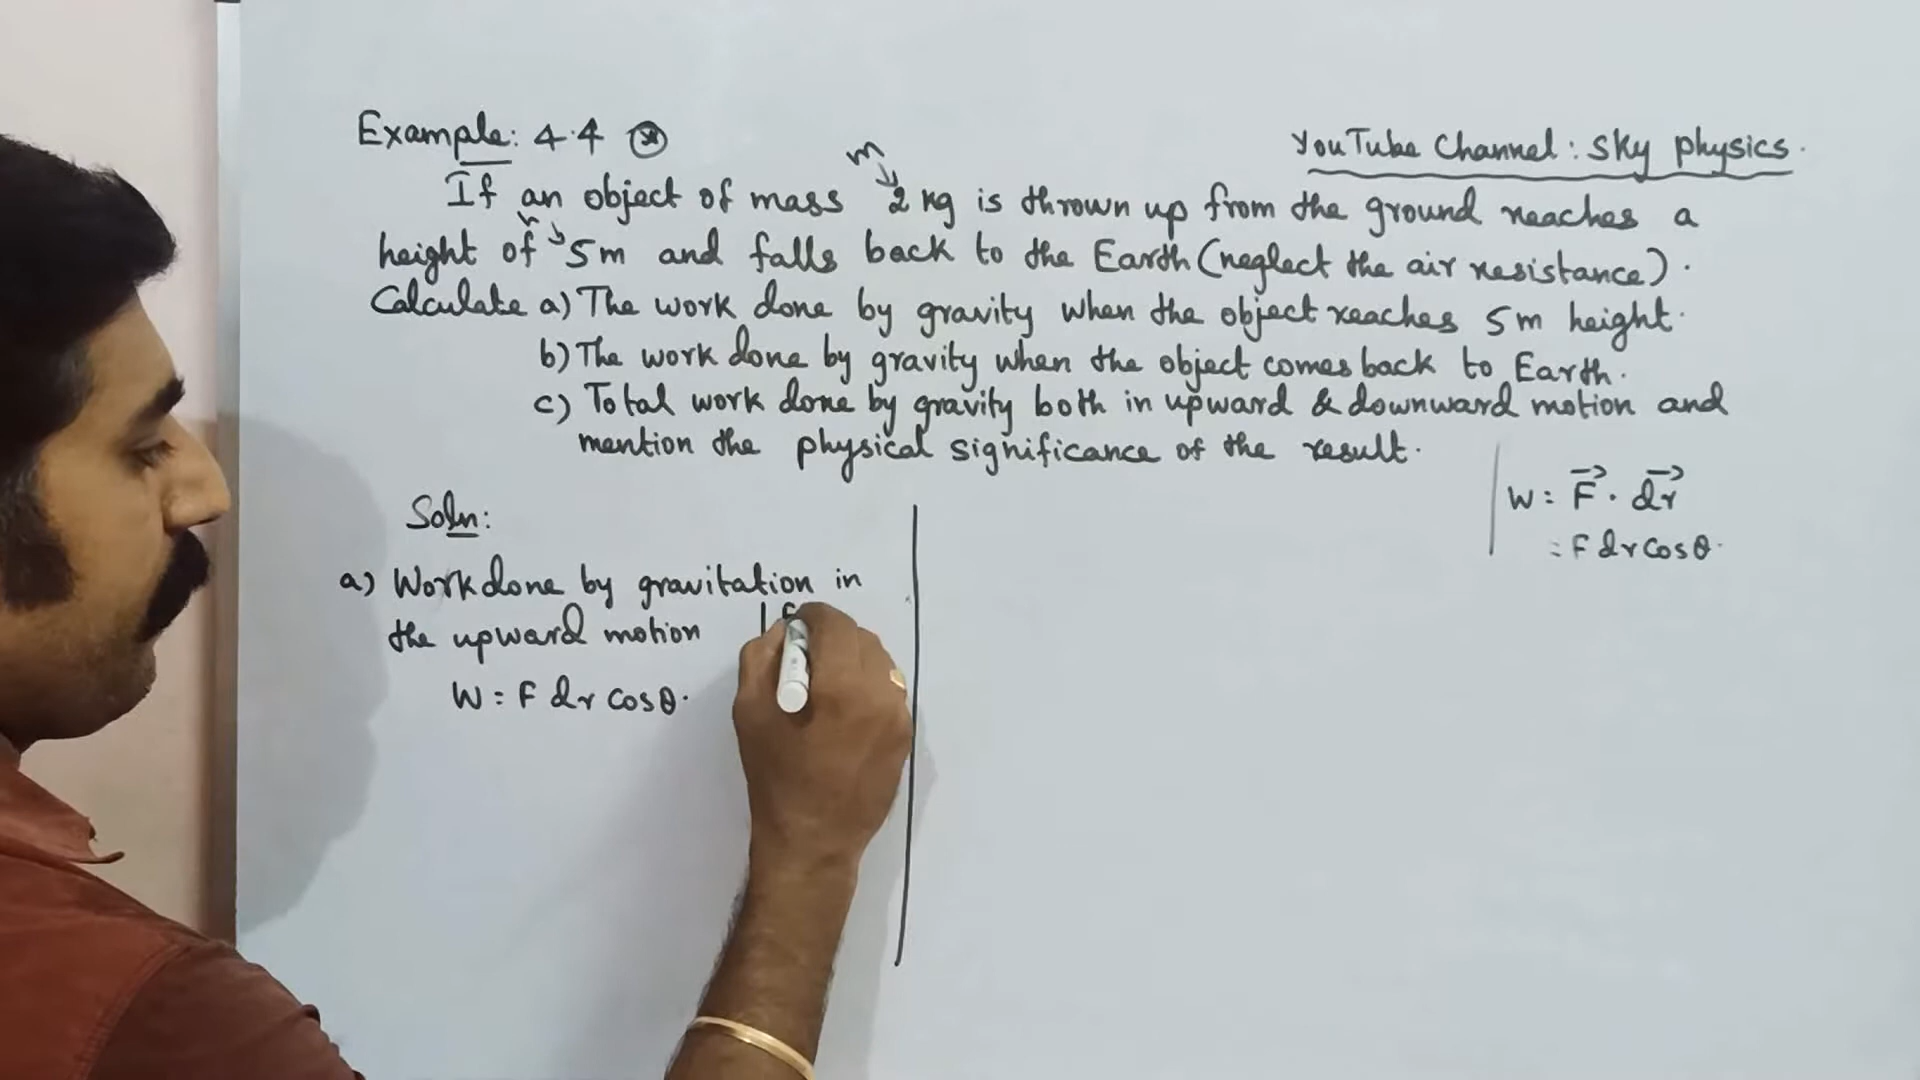 Example: 4.4
YouTube Channel: Sky physics.
m
If an object of mass 2 kg is thrown up from the ground reaches a
r
height of 5m and falls back to the Earth (neglect the air resistance).
Calculate a) The work done by gravity when the object reaches 5m height.
b) The work done by gravity when the object comes back to Earth.
c) Total work done by gravity both in upward & downward motion and
mention the physical significance of the result.
W = F⃗ . dr⃗
= F dr cos θ.
Soln:
a) Work done by gravitation in
the upward motion
W = F dr cos θ.